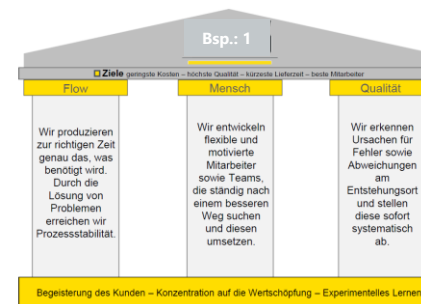 Bsp.: 1
Ziele geringste Kosten – höchste Qualität – kürzeste Lieferzeit – beste Mitarbeiter
Flow
Wir produzieren
zur richtigen Zeit
genau das, was
benötigt wird.
Durch die
Lösung von
Problemen
erreichen wir
Prozessstabilität.
Mensch
Wir entwickeln
flexible und
motivierte
Mitarbeiter
sowie Teams,
die ständig nach
einem besseren
Weg suchen
und diesen
umsetzen.
Qualität
Wir erkennen
Ursachen für
Fehler sowie
Abweichungen
am
Entstehungsort
und stellen
diese sofort
systematisch
ab.
Begeisterung des Kunden – Konzentration auf die Wertschöpfung – Experimentelles Lernen